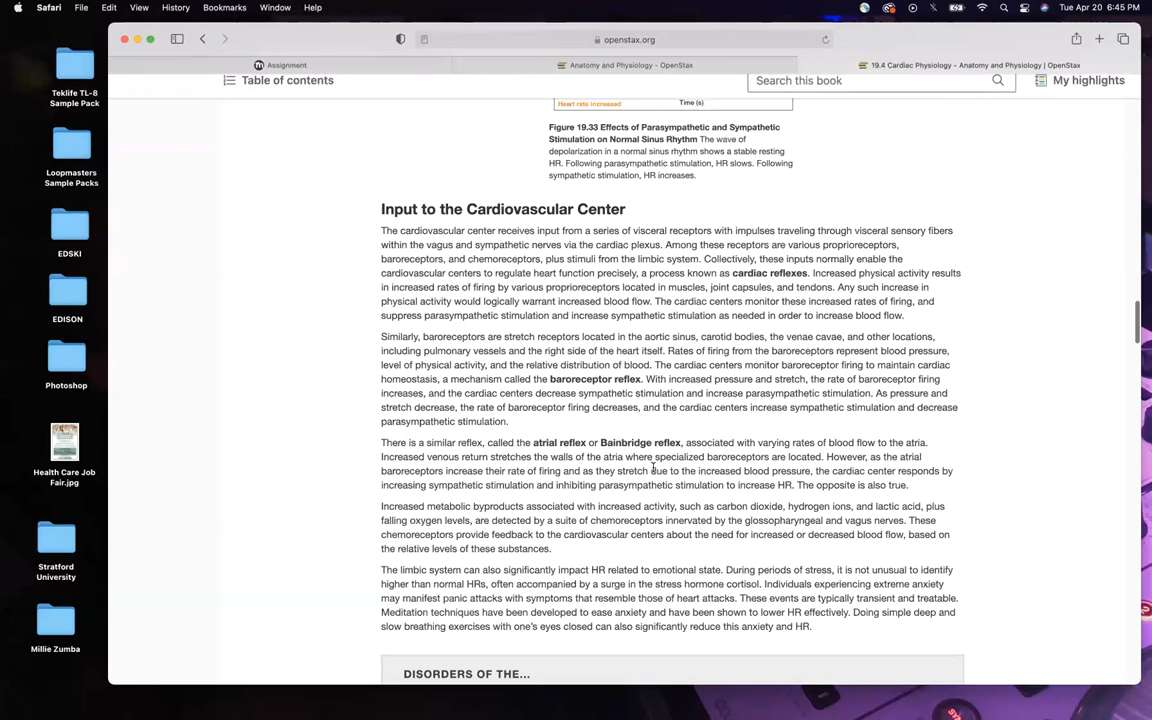 Safari File Edit View History Bookmarks Window Help Tue Apr 20 6:45 PM
openstax.org
Assignment Anatomy and Physiology - OpenStax 19.4 Cardiac Physiology - Anatomy and Physiology | OpenStax
Table of contents Search this book My highlights
Teklife TL-8
Sample Pack
Loopmasters
Sample Packs
EDSKI
EDISON
Photoshop
Health Care Job
Fair.jpg
Stratford
University
Millie Zumba
Heart rate increased Time (s)
Figure 19.33 Effects of Parasympathetic and Sympathetic
Stimulation on Normal Sinus Rhythm The wave of
depolarization in a normal sinus rhythm shows a stable resting
HR. Following parasympathetic stimulation, HR slows. Following
sympathetic stimulation, HR increases.
Input to the Cardiovascular Center
The cardiovascular center receives input from a series of visceral receptors with impulses traveling through visceral sensory fibers
within the vagus and sympathetic nerves via the cardiac plexus. Among these receptors are various proprioreceptors,
baroreceptors, and chemoreceptors, plus stimuli from the limbic system. Collectively, these inputs normally enable the
cardiovascular centers to regulate heart function precisely, a process known as cardiac reflexes. Increased physical activity results
in increased rates of firing by various proprioreceptors located in muscles, joint capsules, and tendons. Any such increase in
physical activity would logically warrant increased blood flow. The cardiac centers monitor these increased rates of firing, and
suppress parasympathetic stimulation and increase sympathetic stimulation as needed in order to increase blood flow.
Similarly, baroreceptors are stretch receptors located in the aortic sinus, carotid bodies, the venae cavae, and other locations,
including pulmonary vessels and the right side of the heart itself. Rates of firing from the baroreceptors represent blood pressure,
level of physical activity, and the relative distribution of blood. The cardiac centers monitor baroreceptor firing to maintain cardiac
homeostasis, a mechanism called the baroreceptor reflex. With increased pressure and stretch, the rate of baroreceptor firing
increases, and the cardiac centers decrease sympathetic stimulation and increase parasympathetic stimulation. As pressure and
stretch decrease, the rate of baroreceptor firing decreases, and the cardiac centers increase sympathetic stimulation and decrease
parasympathetic stimulation.
There is a similar reflex, called the atrial reflex or Bainbridge reflex, associated with varying rates of blood flow to the atria.
Increased venous return stretches the walls of the atria where specialized baroreceptors are located. However, as the atrial
baroreceptors increase their rate of firing and as they stretch due to the increased blood pressure, the cardiac center responds by
increasing sympathetic stimulation and inhibiting parasympathetic stimulation to increase HR. The opposite is also true.
Increased metabolic byproducts associated with increased activity, such as carbon dioxide, hydrogen ions, and lactic acid, plus
falling oxygen levels, are detected by a suite of chemoreceptors innervated by the glossopharyngeal and vagus nerves. These
chemoreceptors provide feedback to the cardiovascular centers about the need for increased or decreased blood flow, based on
the relative levels of these substances.
The limbic system can also significantly impact HR related to emotional state. During periods of stress, it is not unusual to identify
higher than normal HRs, often accompanied by a surge in the stress hormone cortisol. Individuals experiencing extreme anxiety
may manifest panic attacks with symptoms that resemble those of heart attacks. These events are typically transient and treatable.
Meditation techniques have been developed to ease anxiety and have been shown to lower HR effectively. Doing simple deep and
slow breathing exercises with one's eyes closed can also significantly reduce this anxiety and HR.
DISORDERS OF THE...